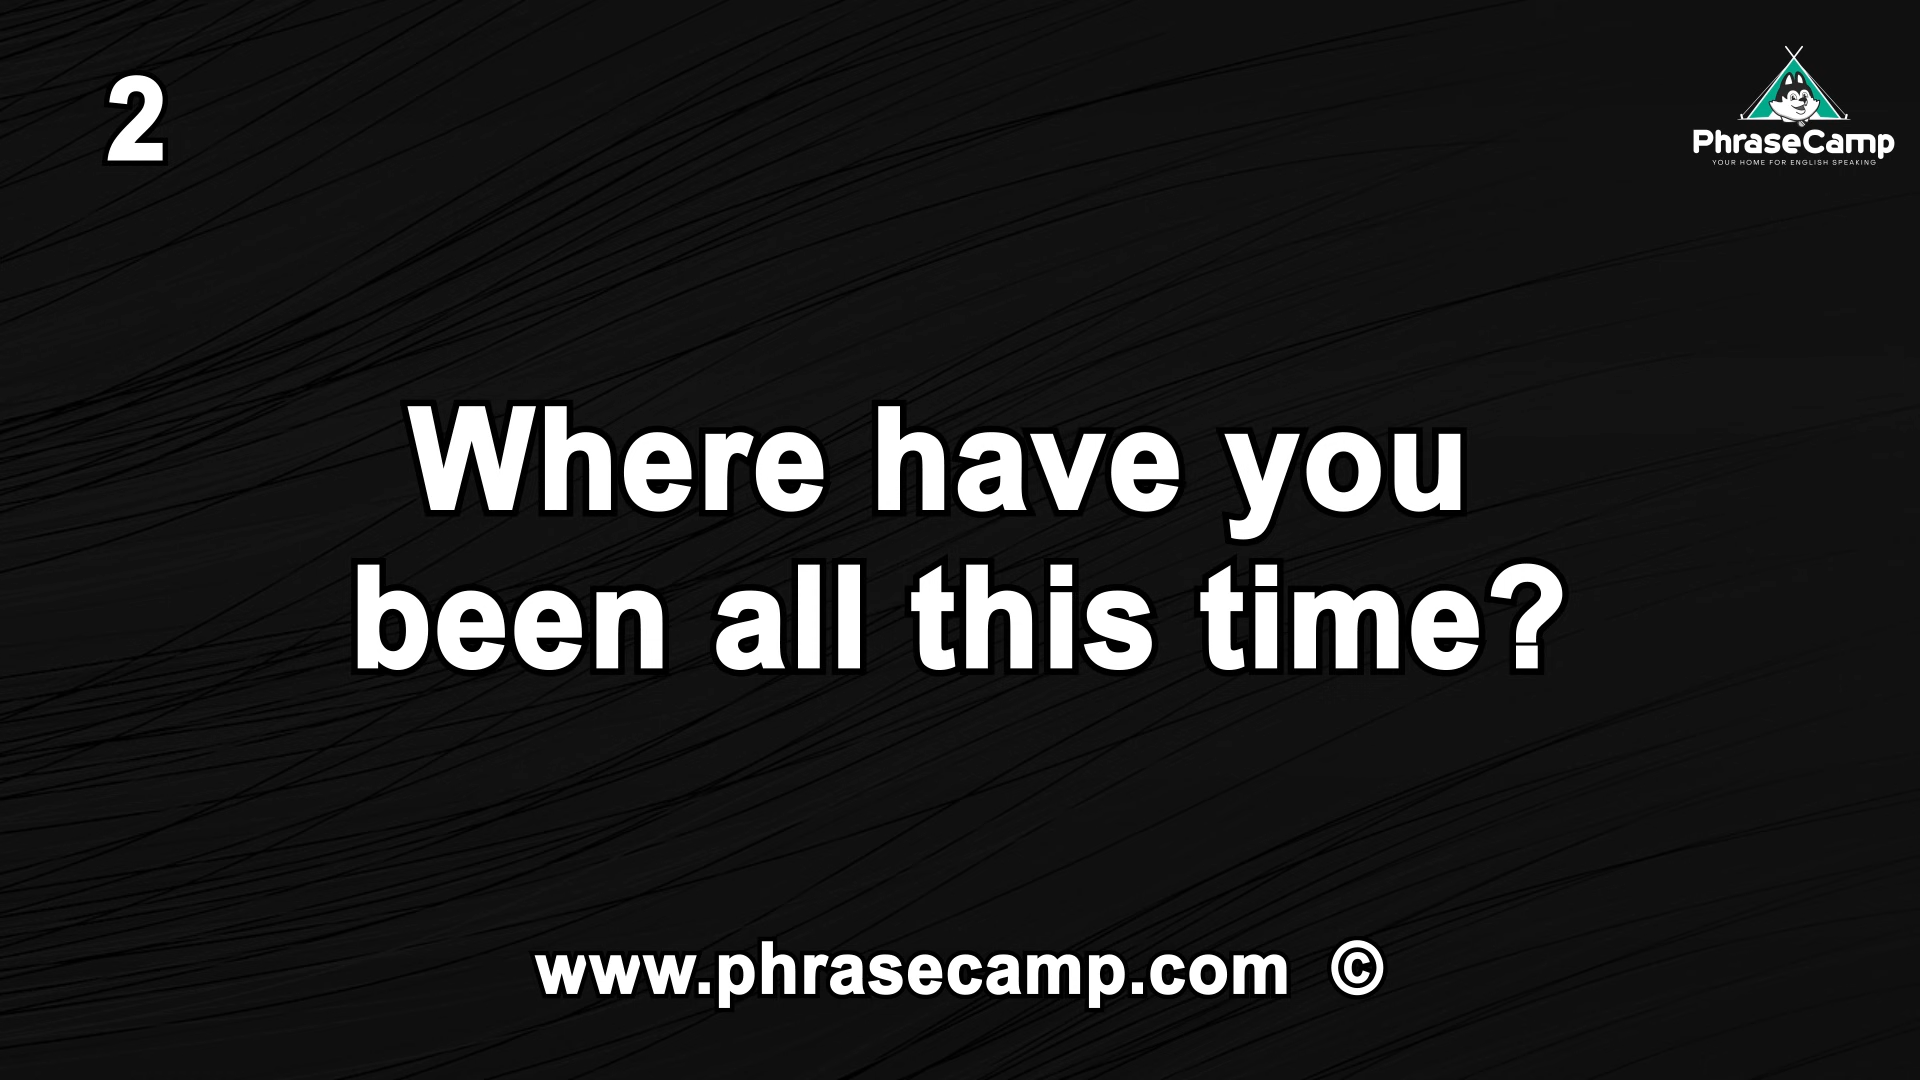 2
PhraseCamp
YOUR HOME FOR ENGLISH SPEAKING
Where have you
been all this time?
www.phrasecamp.com ©